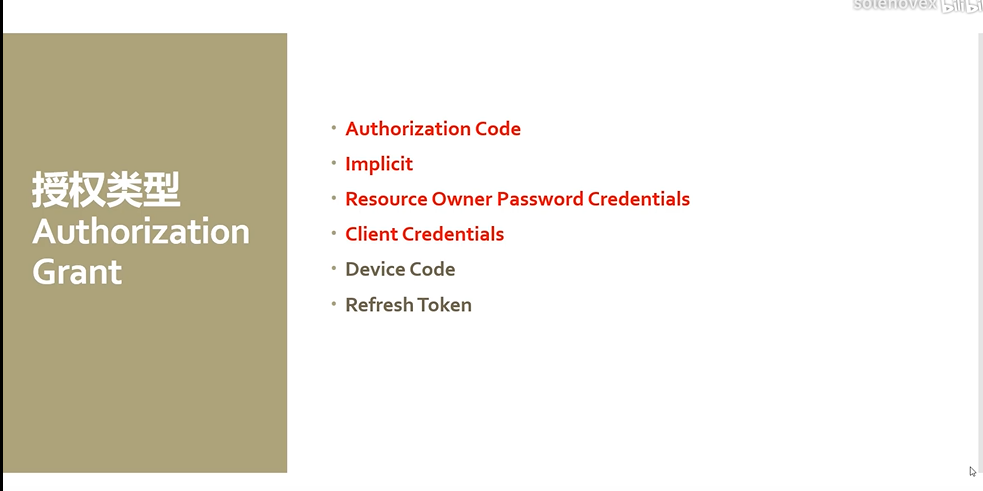 solenovex bilibili
授权类型
Authorization
Grant
Authorization Code
Implicit
Resource Owner Password Credentials
Client Credentials
Device Code
Refresh Token